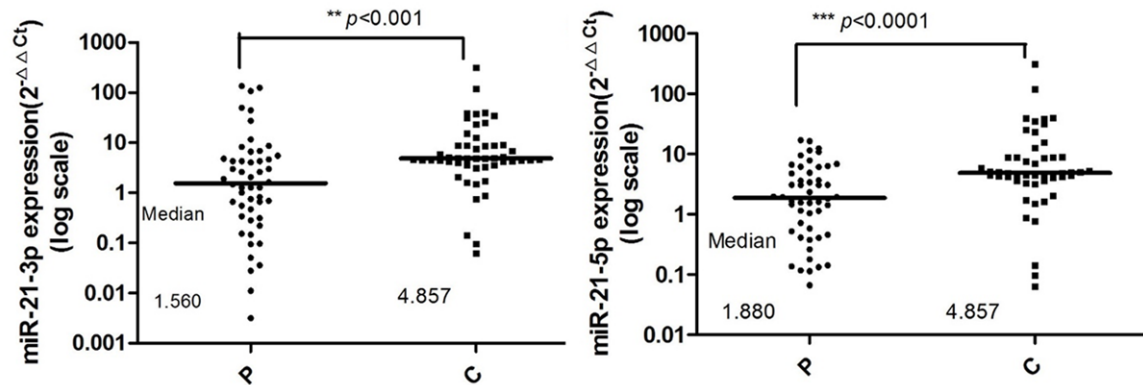 miR-21-3p expression(2^-△△Ct)
(log scale)
** p<0.001
1000
100
10
1
0.1
0.01
0.001
Median
1.560
4.857
P
C
miR-21-5p expression(2^-△△Ct)
(log scale)
*** p<0.0001
1000
100
10
1
0.1
0.01
Median
1.880
4.857
P
C